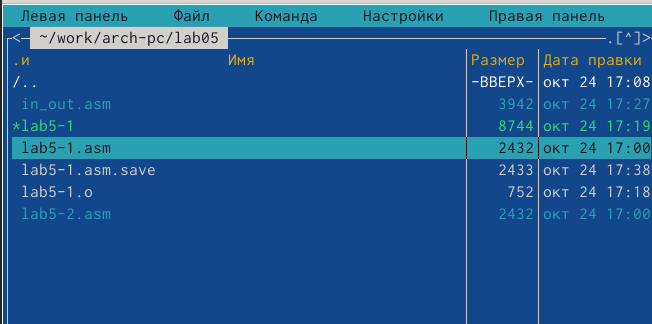 Левая панель Файл Команда Настройки Правая панель
<─ ~/work/arch-pc/lab05 .[^]>
.и Имя Размер Дата правки
/.. -ВВЕРХ- окт 24 17:08
in_out.asm 3942 окт 24 17:27
*lab5-1 8744 окт 24 17:19
lab5-1.asm 2432 окт 24 17:00
lab5-1.asm.save 2433 окт 24 17:38
lab5-1.o 752 окт 24 17:18
lab5-2.asm 2432 окт 24 17:00